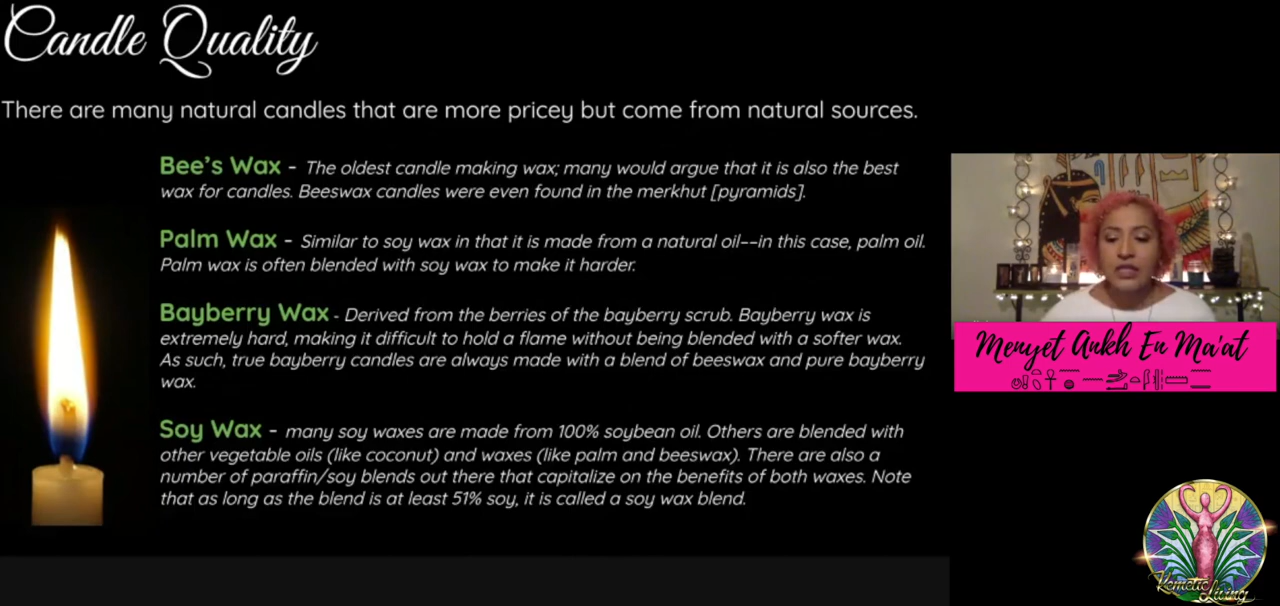 Candle Quality
There are many natural candles that are more pricey but come from natural sources.
Bee's Wax - The oldest candle making wax; many would argue that it is also the best
wax for candles. Beeswax candles were even found in the merkhut [pyramids].
Palm Wax - Similar to soy wax in that it is made from a natural oil--in this case, palm oil.
Palm wax is often blended with soy wax to make it harder.
Bayberry Wax - Derived from the berries of the bayberry scrub. Bayberry wax is
extremely hard, making it difficult to hold a flame without being blended with a softer wax.
As such, true bayberry candles are always made with a blend of beeswax and pure bayberry
wax.
Soy Wax - many soy waxes are made from 100% soybean oil. Others are blended with
other vegetable oils (like coconut) and waxes (like palm and beeswax). There are also a
number of paraffin/soy blends out there that capitalize on the benefits of both waxes. Note
that as long as the blend is at least 51% soy, it is called a soy wax blend.
Menyet Ankh En Ma'at
Kemetic Living